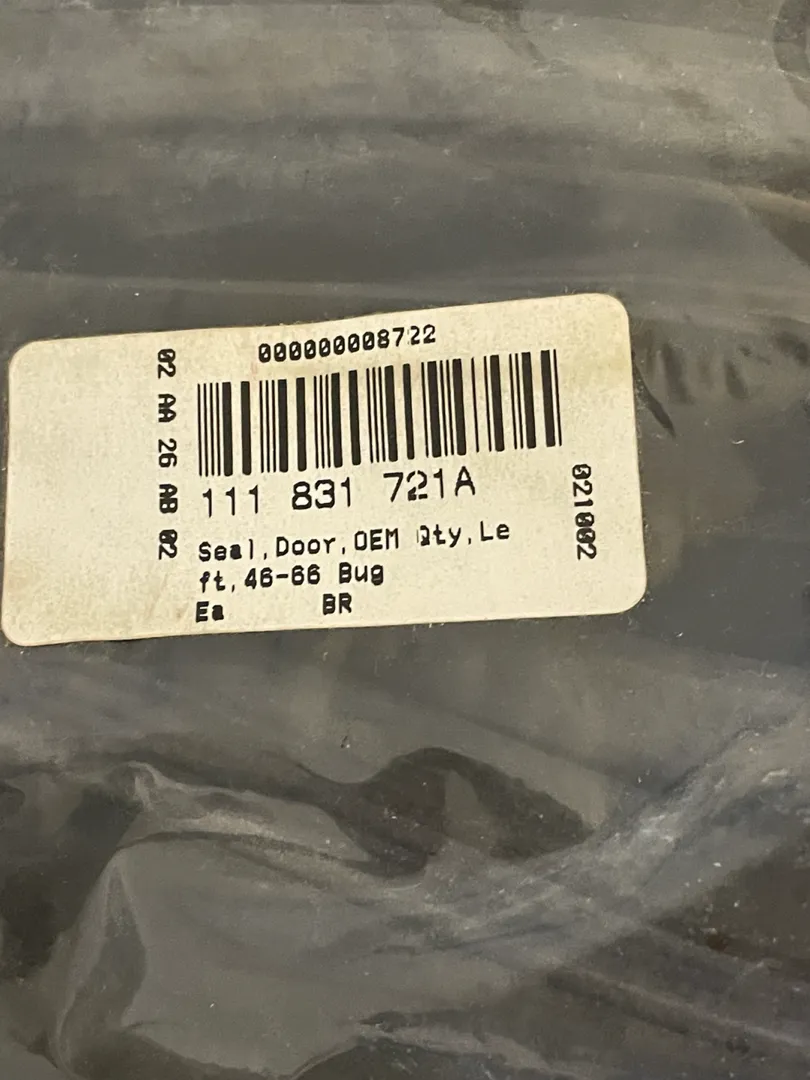 000000008722
02 AA 26 AB 02
111 831 721A
021002
Seal,Door,OEM Qty,Le
ft,46-66 Bug
Ea BR